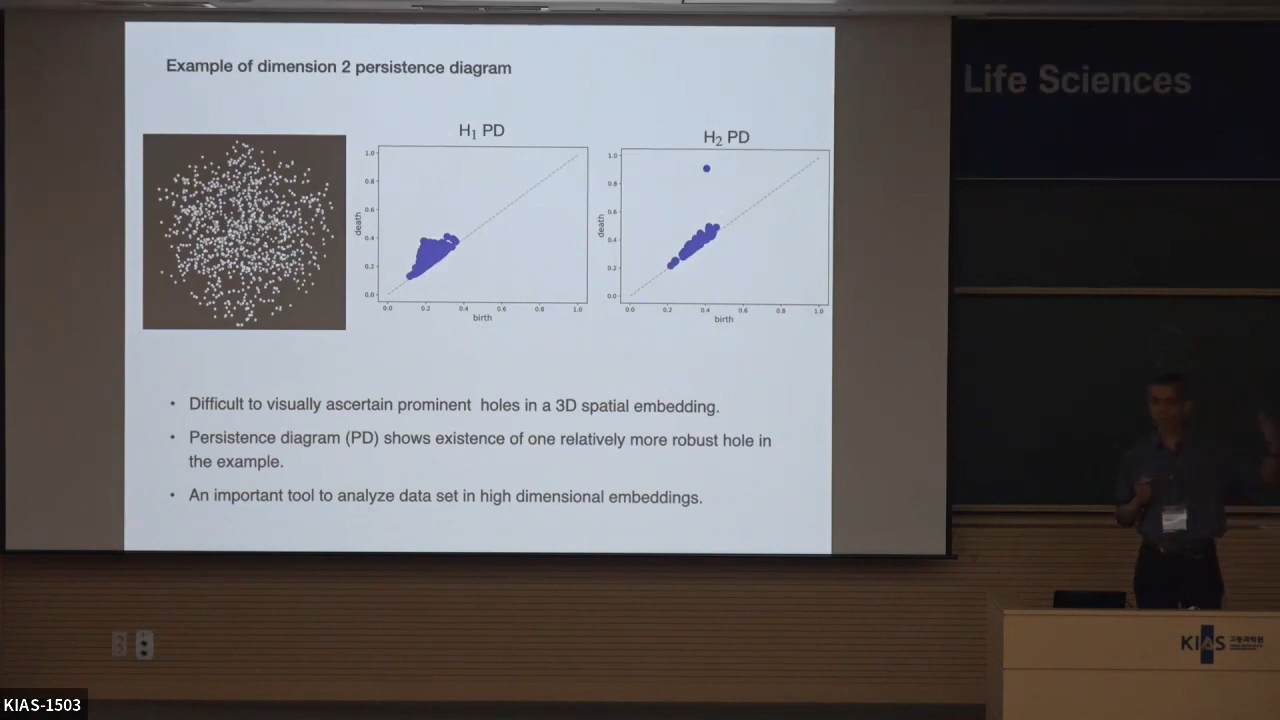 Example of dimension 2 persistence diagram
Life Sciences
H₁ PD
H₂ PD
1.0
0.8
0.6
0.4
0.2
0.0
death
0.0 0.2 0.4 0.6 0.8 1.0
birth
1.0
0.8
0.6
0.4
0.2
0.0
death
0.0 0.2 0.4 0.6 0.8 1.0
birth
• Difficult to visually ascertain prominent holes in a 3D spatial embedding.
• Persistence diagram (PD) shows existence of one relatively more robust hole in
the example.
• An important tool to analyze data set in high dimensional embeddings.
KIAS 고등과학원
KIAS-1503